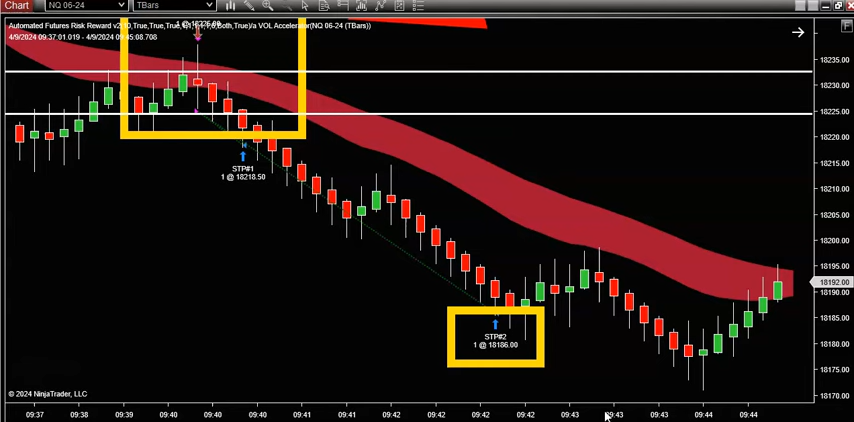 Chart NQ 06-24 TBars
Automated Futures Risk Reward
True,True,True
Both,True)/a VOL Accelerator(NQ 06-24 (TBars))
4/9/2024 09:37:01.019 - 4/9/2024 09:45:08.708
F
18235.00
18230.00
18225.00
18220.00
STP#1
1 @ 18218.50
18215.00
18210.00
18205.00
18200.00
18195.00
18192.00
18190.00
18185.00
STP#2
1 @ 18186.00
18180.00
18175.00
18170.00
© 2024 NinjaTrader, LLC
09:37 09:38 09:39 09:40 09:40 09:40 09:41 09:41 09:42 09:42 09:42 09:42 09:43 09:43 09:44 09:44